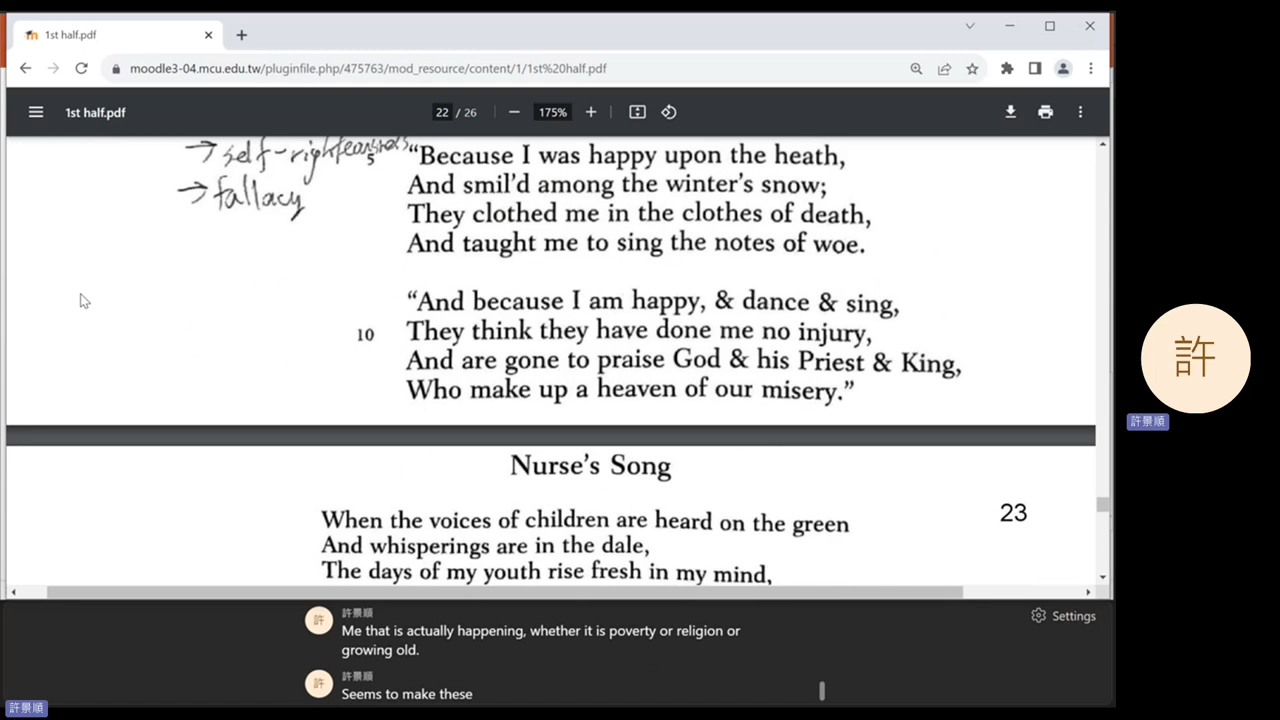 1st half.pdf
moodle3-04.mcu.edu.tw/pluginfile.php/475763/mod_resource/content/1/1st%20half.pdf
1st half.pdf
22 / 26
175%
→ self-righteousness
→ fallacy
5 "Because I was happy upon the heath,
And smil'd among the winter's snow;
They clothed me in the clothes of death,
And taught me to sing the notes of woe.
"And because I am happy, & dance & sing,
10 They think they have done me no injury,
And are gone to praise God & his Priest & King,
Who make up a heaven of our misery."
Nurse's Song
23
When the voices of children are heard on the green
And whisperings are in the dale,
The days of my youth rise fresh in my mind,
許
許景順
許
許景順
Me that is actually happening, whether it is poverty or religion or
growing old.
Settings
許
許景順
Seems to make these
許景順